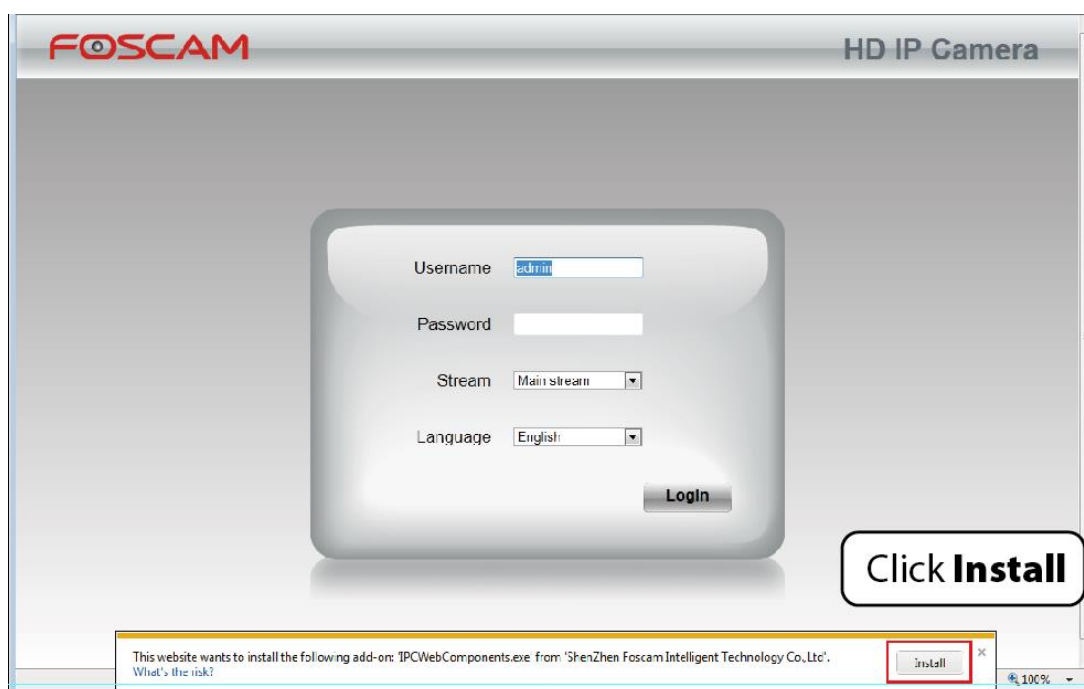 FOSCAM
HD IP Camera
Username admin
Password
Stream Main stream
Language English
Login
Click Install
This website wants to install the following add-on: 'IPCWebComponents.exe' from 'ShenZhen Foscam Intelligent Technology Co.,Ltd'.
What's the risk?
Install
×
100%